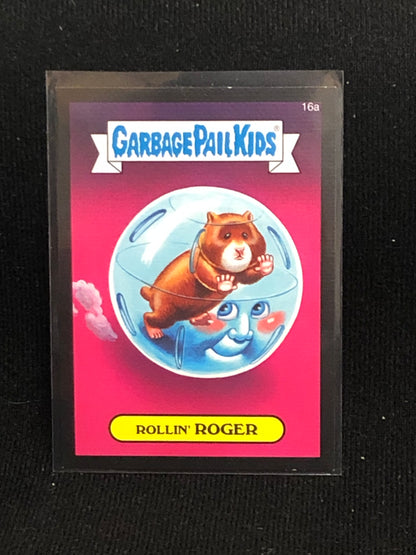 16a
GARBAGE PAIL KIDS®
ROLLIN' ROGER